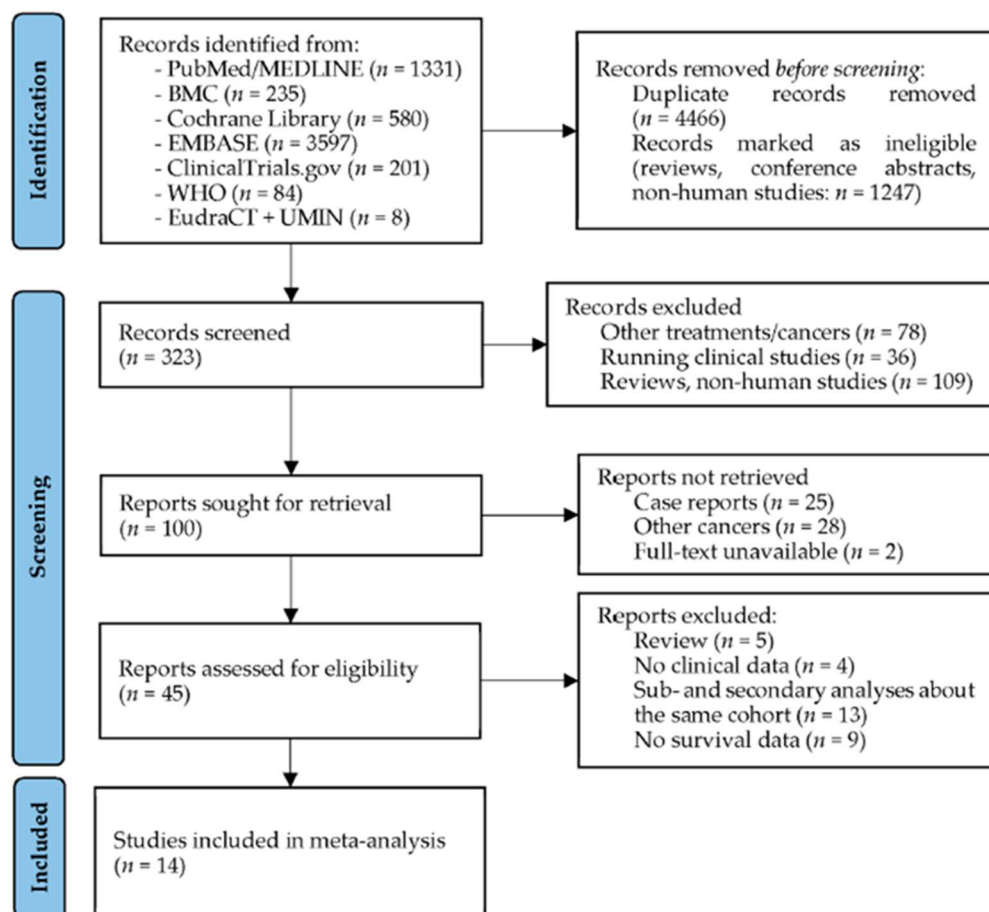 Identification
Records identified from:
- PubMed/MEDLINE (n = 1331)
- BMC (n = 235)
- Cochrane Library (n = 580)
- EMBASE (n = 3597)
- ClinicalTrials.gov (n = 201)
- WHO (n = 84)
- EudraCT + UMIN (n = 8)
Records removed before screening:
Duplicate records removed
(n = 4466)
Records marked as ineligible
(reviews, conference abstracts,
non-human studies: n = 1247)
Screening
Records screened
(n = 323)
Records excluded
Other treatments/cancers (n = 78)
Running clinical studies (n = 36)
Reviews, non-human studies (n = 109)
Reports sought for retrieval
(n = 100)
Reports not retrieved
Case reports (n = 25)
Other cancers (n = 28)
Full-text unavailable (n = 2)
Reports assessed for eligibility
(n = 45)
Reports excluded:
Review (n = 5)
No clinical data (n = 4)
Sub- and secondary analyses about
the same cohort (n = 13)
No survival data (n = 9)
Included
Studies included in meta-analysis
(n = 14)